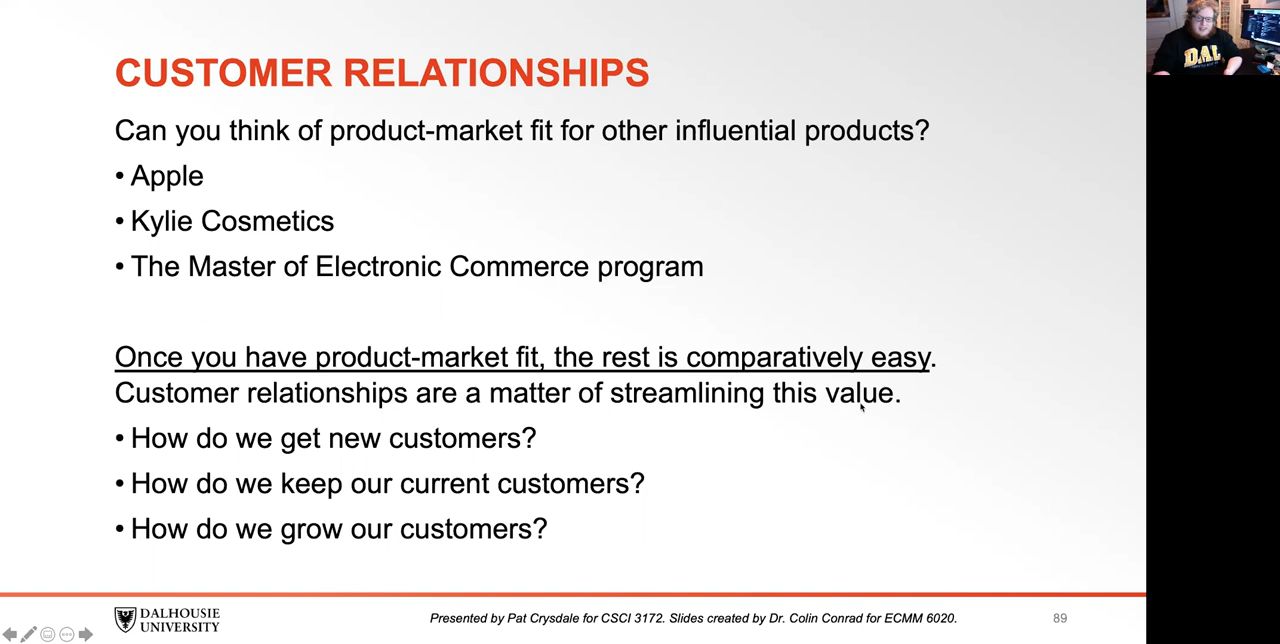 CUSTOMER RELATIONSHIPS
Can you think of product-market fit for other influential products?
• Apple
• Kylie Cosmetics
• The Master of Electronic Commerce program
Once you have product-market fit, the rest is comparatively easy.
Customer relationships are a matter of streamlining this value.
• How do we get new customers?
• How do we keep our current customers?
• How do we grow our customers?
DALHOUSIE
UNIVERSITY
Presented by Pat Crysdale for CSCI 3172. Slides created by Dr. Colin Conrad for ECMM 6020.
89
DAL